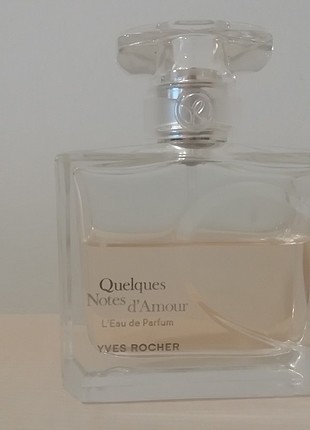 Quelques
Notes d'Amour
L'Eau de Parfum
YVES ROCHER